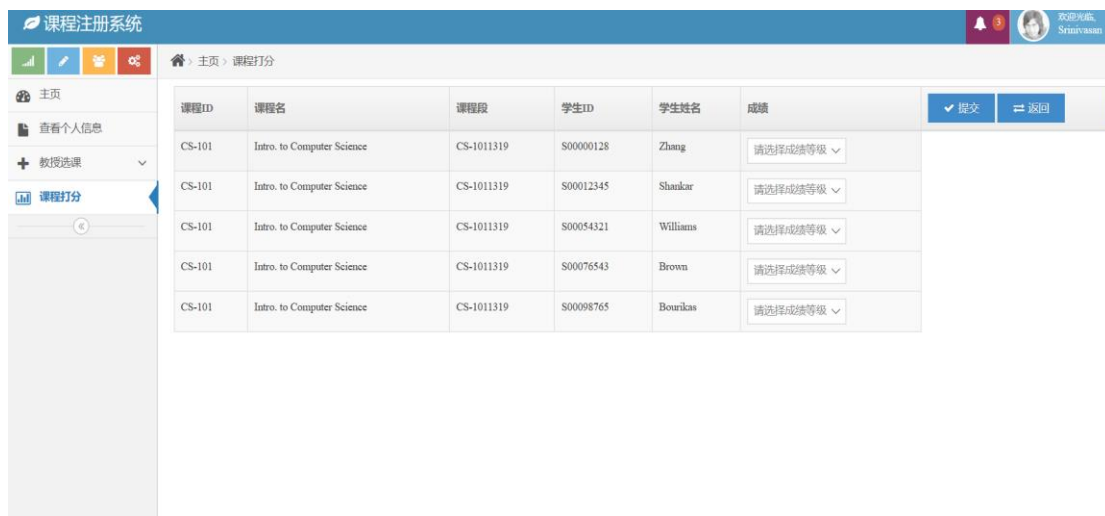 课程注册系统
3
欢迎光临,
Srinivasan
主页 > 课程打分
主页
查看个人信息
教授选课
课程打分
课程ID 课程名 课程段 学生ID 学生姓名 成绩 提交 返回
CS-101 Intro. to Computer Science CS-1011319 S00000128 Zhang 请选择成绩等级
CS-101 Intro. to Computer Science CS-1011319 S00012345 Shankar 请选择成绩等级
CS-101 Intro. to Computer Science CS-1011319 S00054321 Williams 请选择成绩等级
CS-101 Intro. to Computer Science CS-1011319 S00076543 Brown 请选择成绩等级
CS-101 Intro. to Computer Science CS-1011319 S00098765 Bourikas 请选择成绩等级